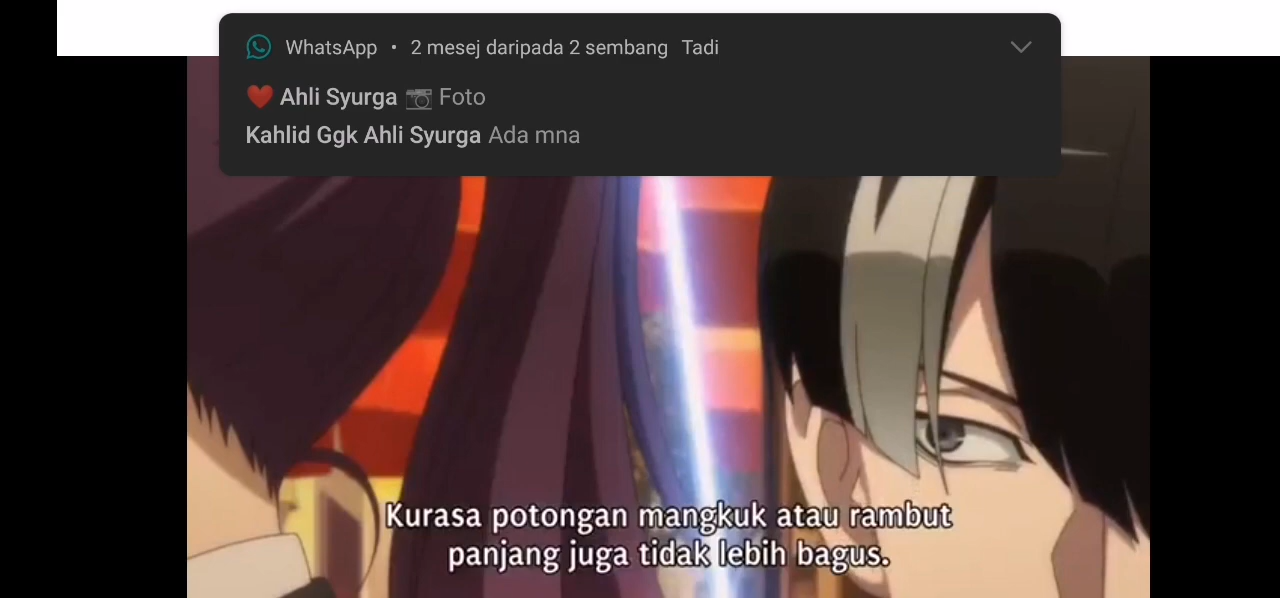 WhatsApp • 2 mesej daripada 2 sembang Tadi
❤️ Ahli Syurga 📷 Foto
Kahlid Ggk Ahli Syurga Ada mna
Kurasa potongan mangkuk atau rambut
panjang juga tidak lebih bagus.